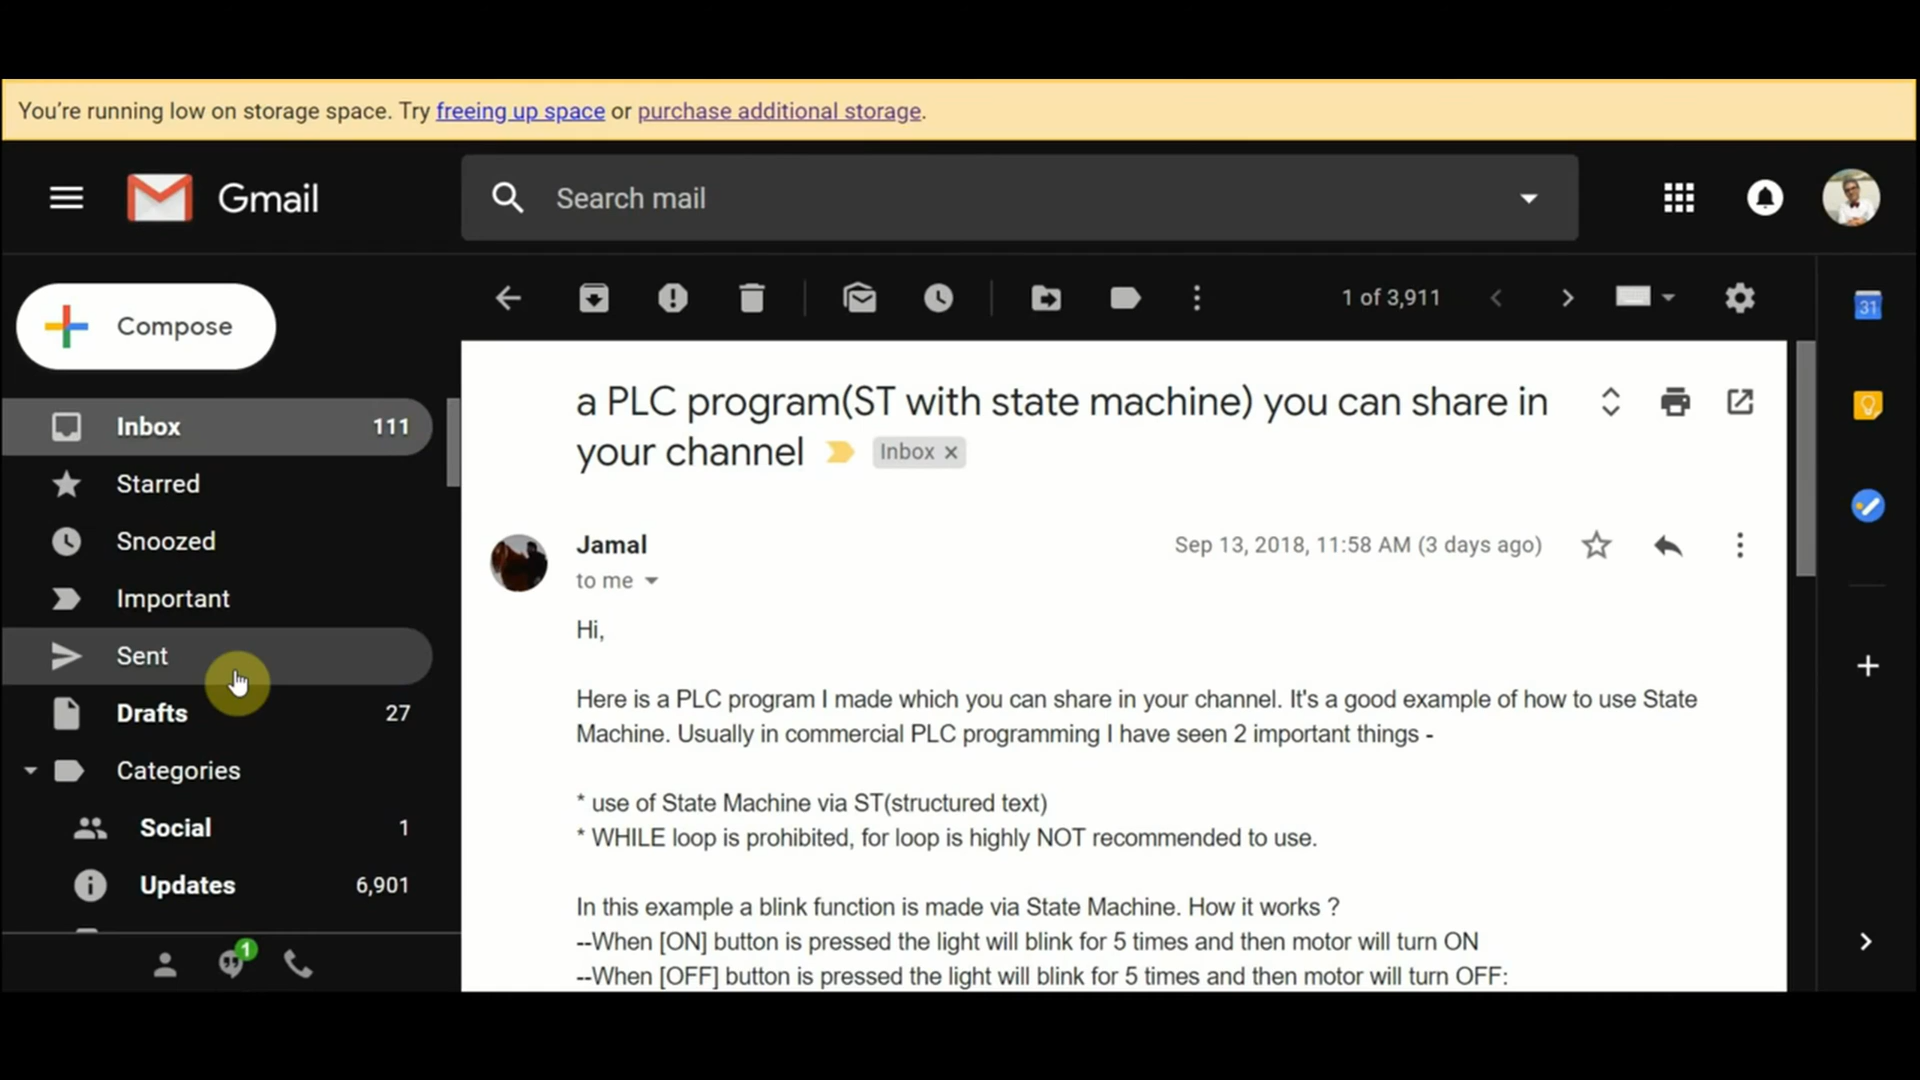 You're running low on storage space. Try freeing up space or purchase additional storage.
Gmail
Search mail
Compose
1 of 3,911
31
Inbox 111
Starred
Snoozed
Important
Sent
Drafts 27
Categories
Social 1
Updates 6,901
1
a PLC program(ST with state machine) you can share in
your channel Inbox ×
Jamal
Sep 13, 2018, 11:58 AM (3 days ago)
to me
Hi,
Here is a PLC program I made which you can share in your channel. It's a good example of how to use State
Machine. Usually in commercial PLC programming I have seen 2 important things -
* use of State Machine via ST(structured text)
* WHILE loop is prohibited, for loop is highly NOT recommended to use.
In this example a blink function is made via State Machine. How it works ?
--When [ON] button is pressed the light will blink for 5 times and then motor will turn ON
--When [OFF] button is pressed the light will blink for 5 times and then motor will turn OFF: